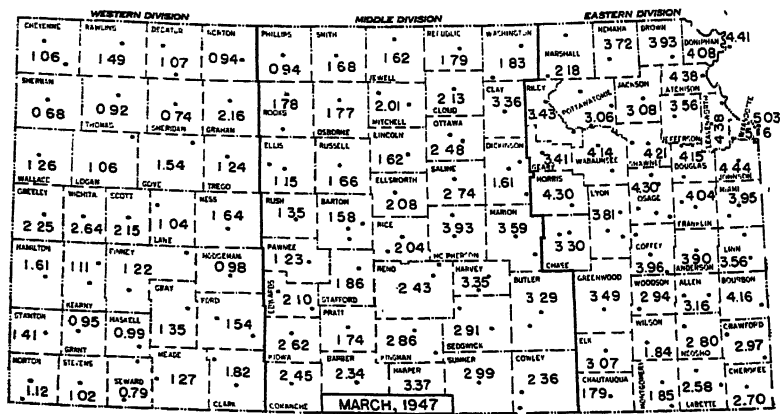 WESTERN DIVISION MIDDLE DIVISION EASTERN DIVISION
CHEYENNE RAWLINS DECATUR NORTON PHILLIPS SMITH JEWELL REPUBLIC WASHINGTON MARSHALL NEMAHA BROWN DONIPHAN
1.06 1.49 1.07 0.94 0.94 1.68 1.62 1.79 1.83 2.18 3.72 3.93 4.08 4.41
SHERMAN THOMAS SHERIDAN GRAHAM ROOKS OSBORNE MITCHELL CLOUD CLAY RILEY POTTAWATOMIE JACKSON ATCHISON
0.68 0.92 0.74 2.16 1.78 1.77 2.01 2.13 3.36 3.43 3.06 3.08 4.38
JEFFERSON LEAVENWORTH WYANDOTTE
3.56 4.38 5.03
LINCOLN OTTAWA
1.62 2.48
WALLACE LOGAN GOVE TREGO ELLIS RUSSELL ELLSWORTH SALINE DICKINSON GEARY WABAUNSEE SHAWNEE DOUGLAS JOHNSON
1.26 1.06 1.54 1.24 1.15 1.66 2.08 2.74 1.61 3.41 4.14 4.21 4.15 4.44
GREELEY WICHITA SCOTT LANE NESS RUSH BARTON RICE MC PHERSON MARION MORRIS LYON OSAGE FRANKLIN MIAMI
2.25 2.64 2.15 1.04 1.64 1.35 1.58 2.04 3.93 3.59 4.30 3.81 4.30 4.04 3.95
HAMILTON KEARNY FINNEY HODGEMAN PAWNEE STAFFORD RENO HARVEY CHASE COFFEY ANDERSON LINN
1.61 1.11 1.22 0.98 1.23 1.86 2.43 3.35 3.30 3.96 3.90 3.56
GRAY FORD EDWARDS PRATT SEDGWICK BUTLER GREENWOOD WOODSON ALLEN BOURBON
1.35 1.54 2.10 1.74 2.91 3.29 3.49 2.94 3.16 4.16
STANTON GRANT HASKELL KIOWA KINGMAN ELK WILSON NEOSHO CRAWFORD
1.41 0.95 0.99 2.62 2.86 3.07 1.84 2.80 2.97
MORTON STEVENS SEWARD MEADE CLARK COMANCHE BARBER HARPER SUMNER COWLEY CHAUTAUQUA MONTGOMERY LABETTE CHEROKEE
1.12 1.02 0.79 1.27 1.82 2.45 2.34 3.37 2.99 2.36 1.79 1.85 2.58 2.70
MARCH, 1947